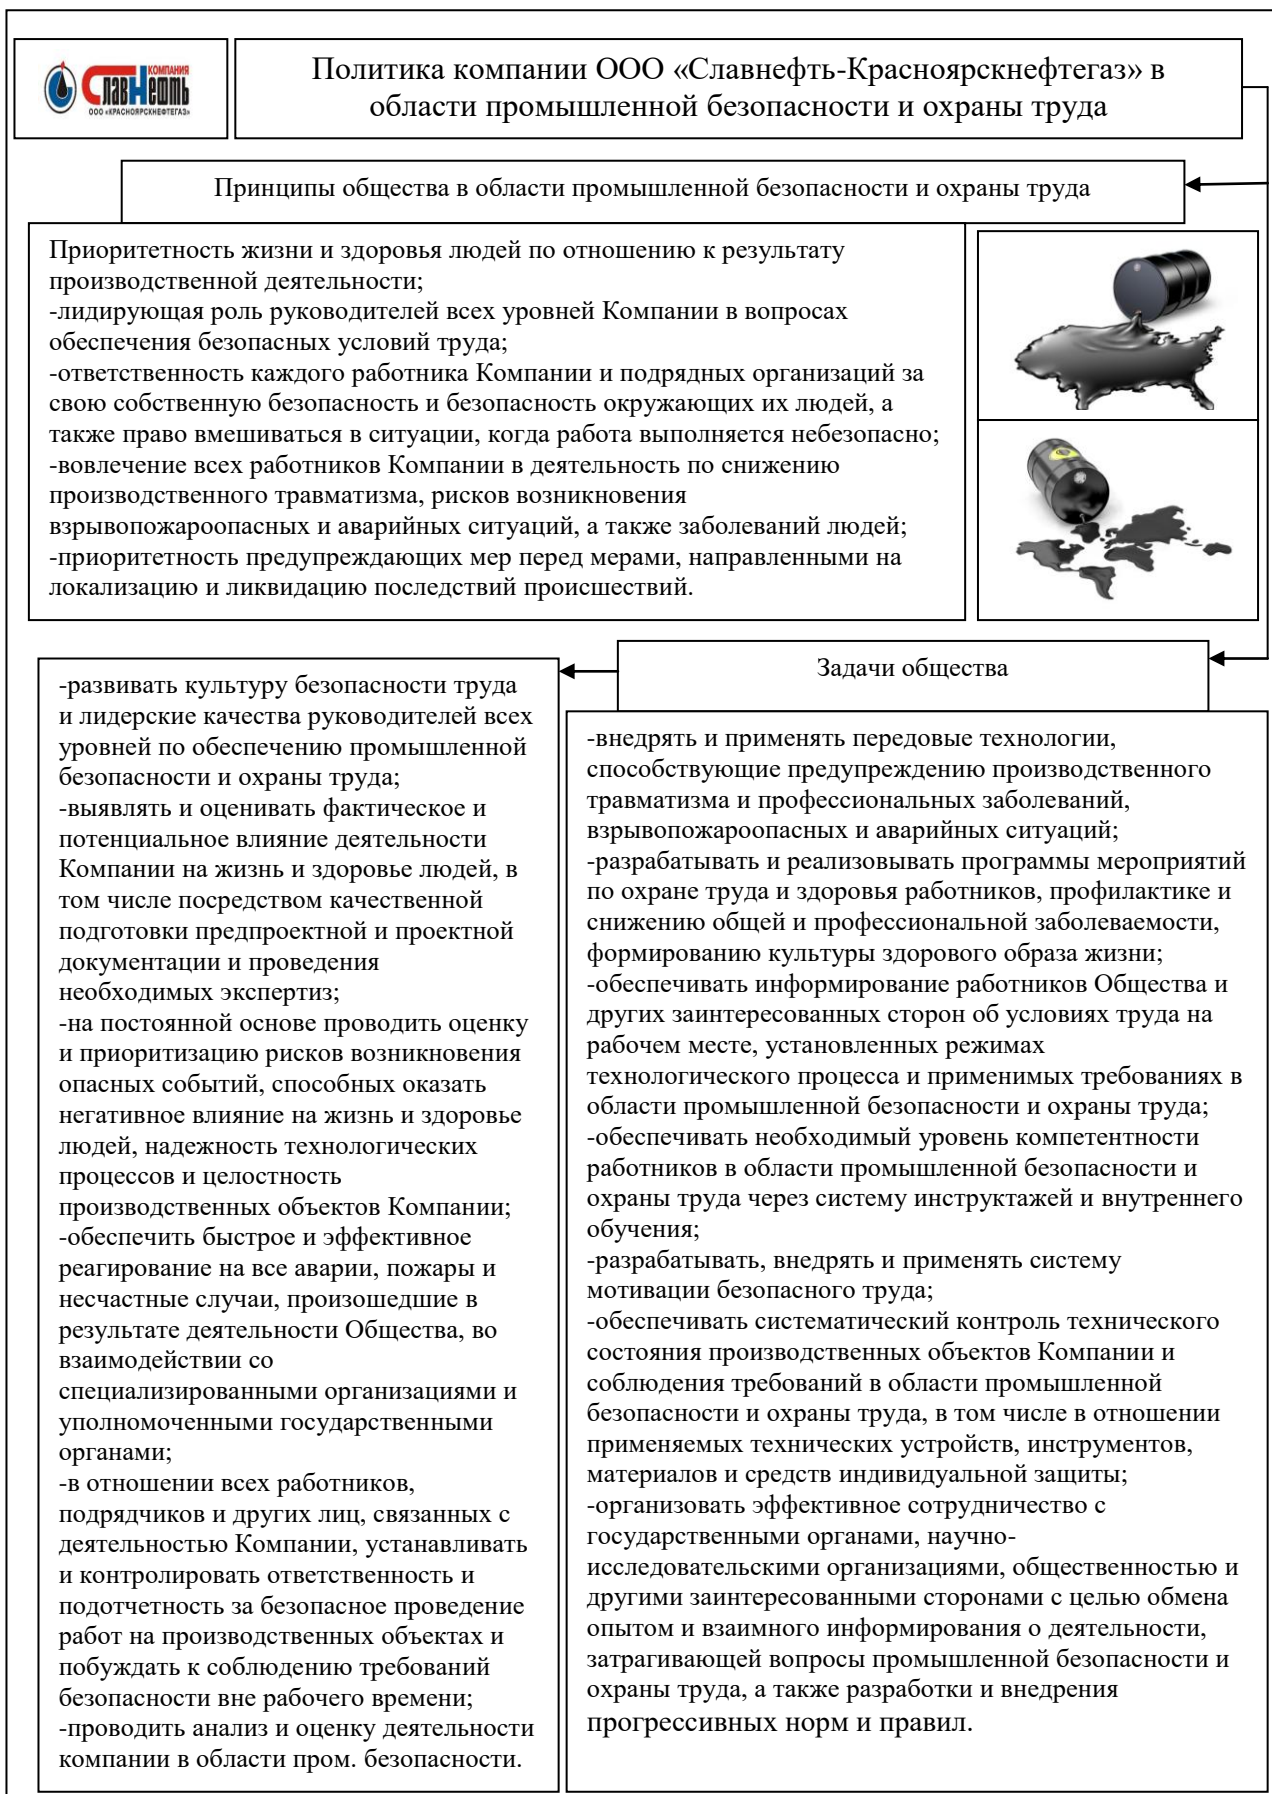 КОМПАНИЯ
СлавНефть
ООО «КРАСНОЯРСКНЕФТЕГАЗ»
Политика компании ООО «Славнефть-Красноярскнефтегаз» в
области промышленной безопасности и охраны труда
Принципы общества в области промышленной безопасности и охраны труда
Приоритетность жизни и здоровья людей по отношению к результату
производственной деятельности;
-лидирующая роль руководителей всех уровней Компании в вопросах
обеспечения безопасных условий труда;
-ответственность каждого работника Компании и подрядных организаций за
свою собственную безопасность и безопасность окружающих их людей, а
также право вмешиваться в ситуации, когда работа выполняется небезопасно;
-вовлечение всех работников Компании в деятельность по снижению
производственного травматизма, рисков возникновения
взрывопожароопасных и аварийных ситуаций, а также заболеваний людей;
-приоритетность предупреждающих мер перед мерами, направленными на
локализацию и ликвидацию последствий происшествий.
Задачи общества
-развивать культуру безопасности труда
и лидерские качества руководителей всех
уровней по обеспечению промышленной
безопасности и охраны труда;
-выявлять и оценивать фактическое и
потенциальное влияние деятельности
Компании на жизнь и здоровье людей, в
том числе посредством качественной
подготовки предпроектной и проектной
документации и проведения
необходимых экспертиз;
-на постоянной основе проводить оценку
и приоритизацию рисков возникновения
опасных событий, способных оказать
негативное влияние на жизнь и здоровье
людей, надежность технологических
процессов и целостность
производственных объектов Компании;
-обеспечить быстрое и эффективное
реагирование на все аварии, пожары и
несчастные случаи, произошедшие в
результате деятельности Общества, во
взаимодействии со
специализированными организациями и
уполномоченными государственными
органами;
-в отношении всех работников,
подрядчиков и других лиц, связанных с
деятельностью Компании, устанавливать
и контролировать ответственность и
подотчетность за безопасное проведение
работ на производственных объектах и
побуждать к соблюдению требований
безопасности вне рабочего времени;
-проводить анализ и оценку деятельности
компании в области пром. безопасности.
-внедрять и применять передовые технологии,
способствующие предупреждению производственного
травматизма и профессиональных заболеваний,
взрывопожароопасных и аварийных ситуаций;
-разрабатывать и реализовывать программы мероприятий
по охране труда и здоровья работников, профилактике и
снижению общей и профессиональной заболеваемости,
формированию культуры здорового образа жизни;
-обеспечивать информирование работников Общества и
других заинтересованных сторон об условиях труда на
рабочем месте, установленных режимах
технологического процесса и применимых требованиях в
области промышленной безопасности и охраны труда;
-обеспечивать необходимый уровень компетентности
работников в области промышленной безопасности и
охраны труда через систему инструктажей и внутреннего
обучения;
-разрабатывать, внедрять и применять систему
мотивации безопасного труда;
-обеспечивать систематический контроль технического
состояния производственных объектов Компании и
соблюдения требований в области промышленной
безопасности и охраны труда, в том числе в отношении
применяемых технических устройств, инструментов,
материалов и средств индивидуальной защиты;
-организовать эффективное сотрудничество с
государственными органами, научно-
исследовательскими организациями, общественностью и
другими заинтересованными сторонами с целью обмена
опытом и взаимного информирования о деятельности,
затрагивающей вопросы промышленной безопасности и
охраны труда, а также разработки и внедрения
прогрессивных норм и правил.